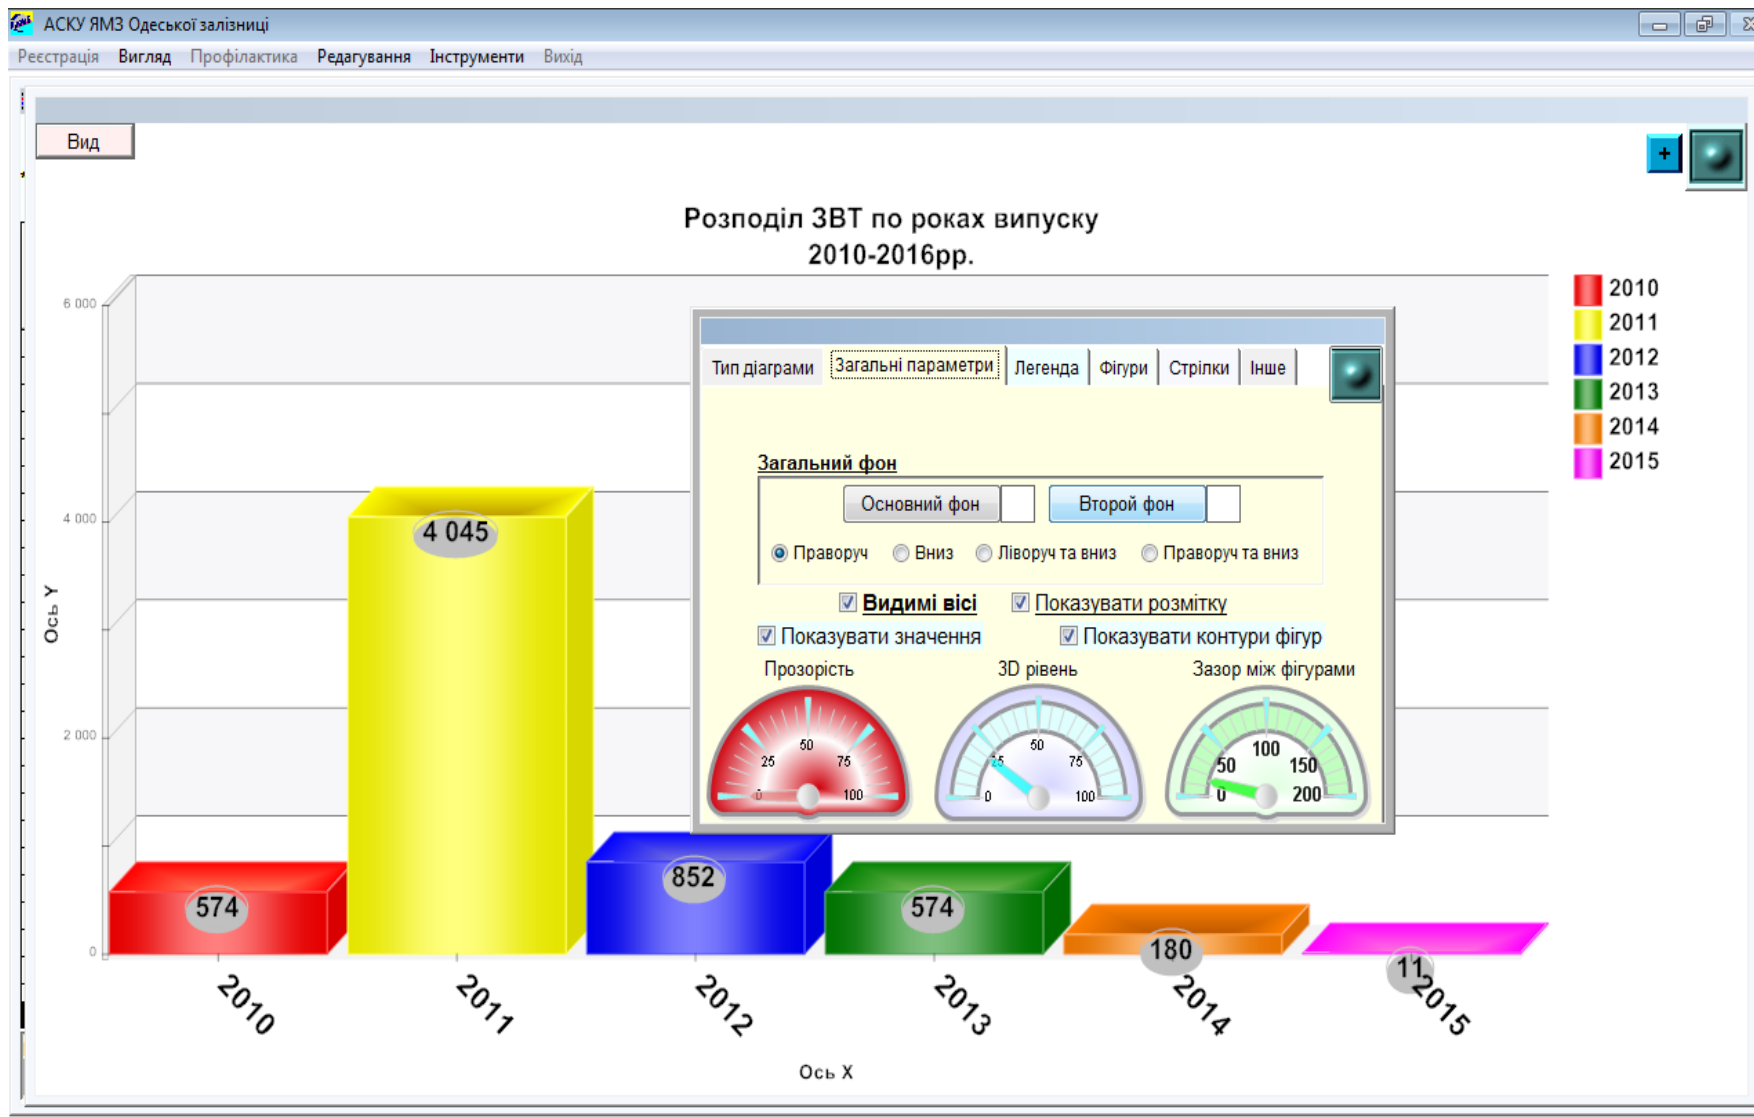 АСКУ ЯМЗ Одеської залізниці
Реєстрація Вигляд Профілактика Редагування Інструменти Вихід
Вид
+
Розподіл ЗВТ по роках випуску
2010-2016рр.
6 000
4 000
2 000
0
Ось Y
4 045
574
852
574
180
11
2010
2011
2012
2013
2014
2015
Ось X
2010
2011
2012
2013
2014
2015
Тип діаграми Загальні параметри Легенда Фігури Стрілки Інше
Загальний фон
Основний фон Второй фон
Праворуч Вниз Ліворуч та вниз Праворуч та вниз
Видимі вісі Показувати розмітку
Показувати значення Показувати контури фігур
Прозорість 3D рівень Зазор між фігурами
0 25 50 75 100
0 25 50 75 100
0 50 100 150 200